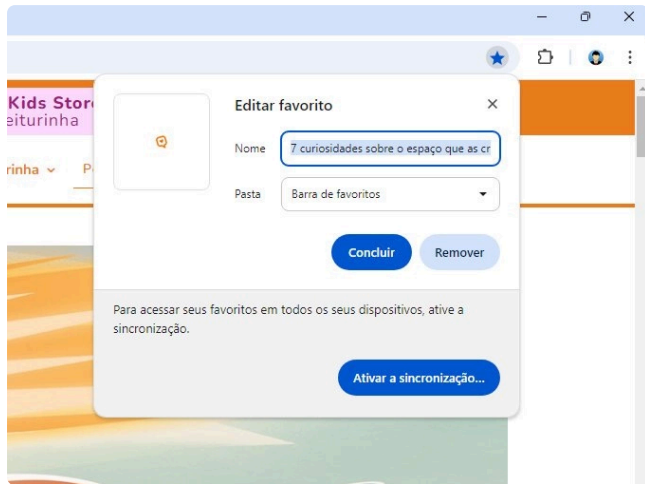 Kids Stor
eiturinha
rinha
P
Editar favorito
Nome
7 curiosidades sobre o espaço que as cr
Pasta
Barra de favoritos
Concluir
Remover
Para acessar seus favoritos em todos os seus dispositivos, ative a
sincronização.
Ativar a sincronização...